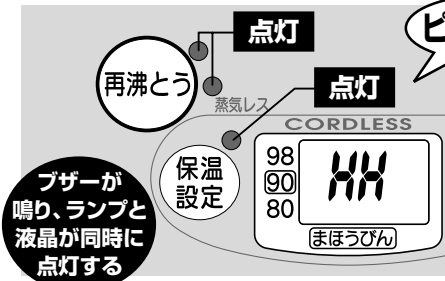 点灯
ピ
再沸とう
蒸気レス
点灯
CORDLESS
保温
設定
98
90
80
HH
まほうびん
ブザーが
鳴り、ランプと
液晶が同時に
点灯する